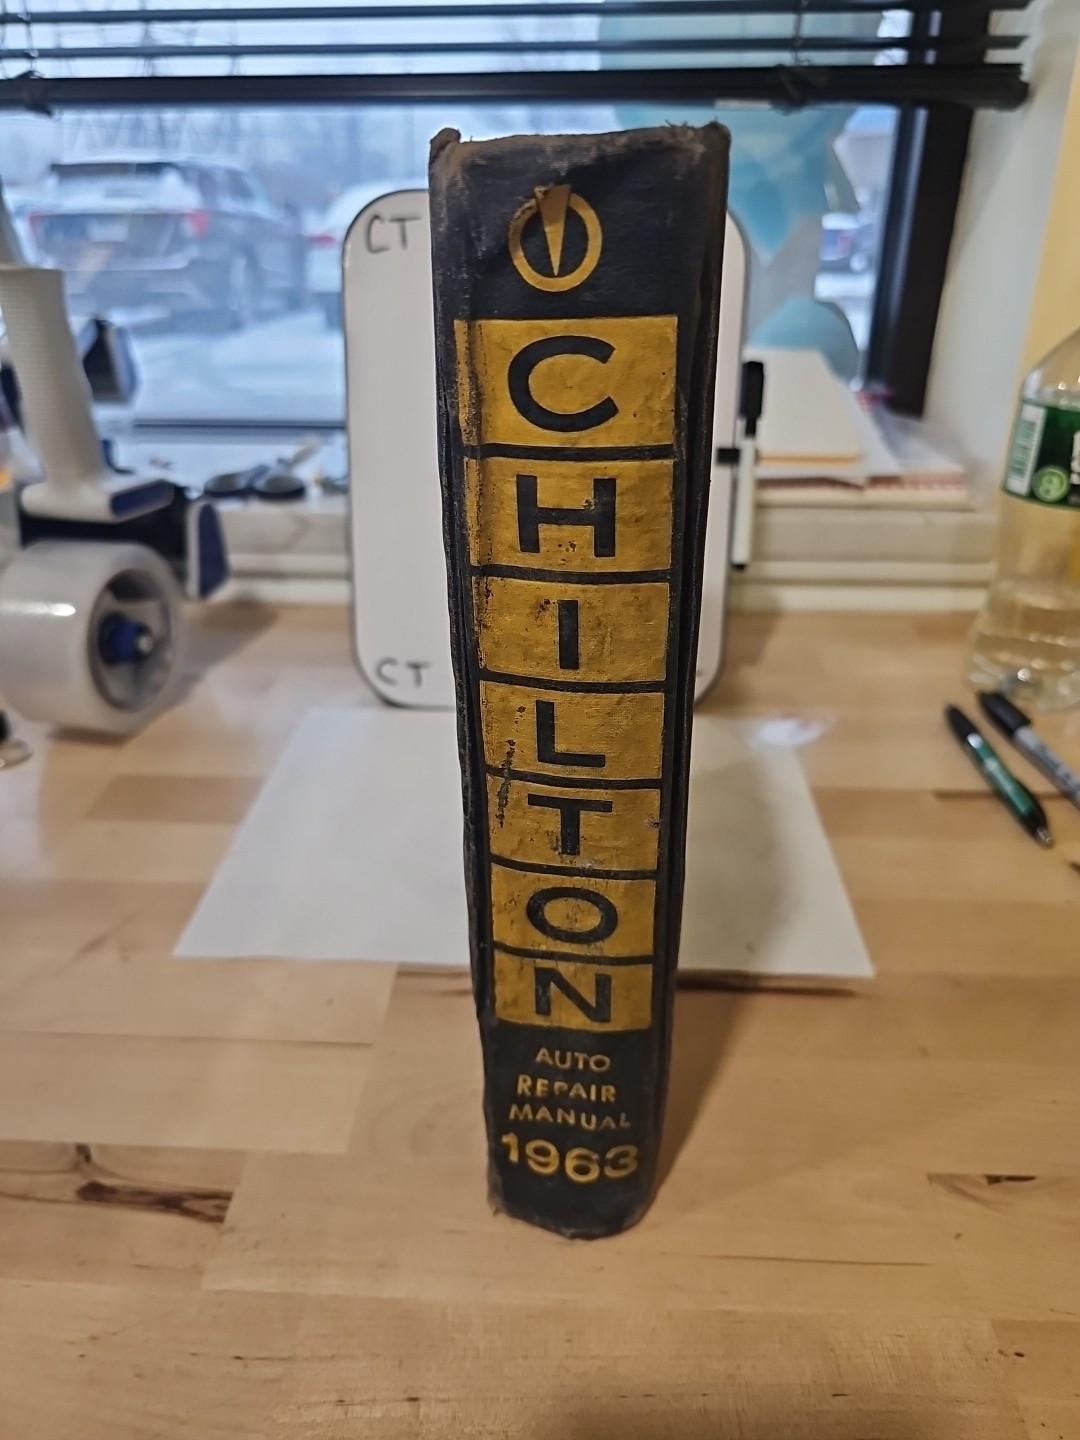 CT
CHILTON
AUTO
REPAIR
MANUAL
1963
CT